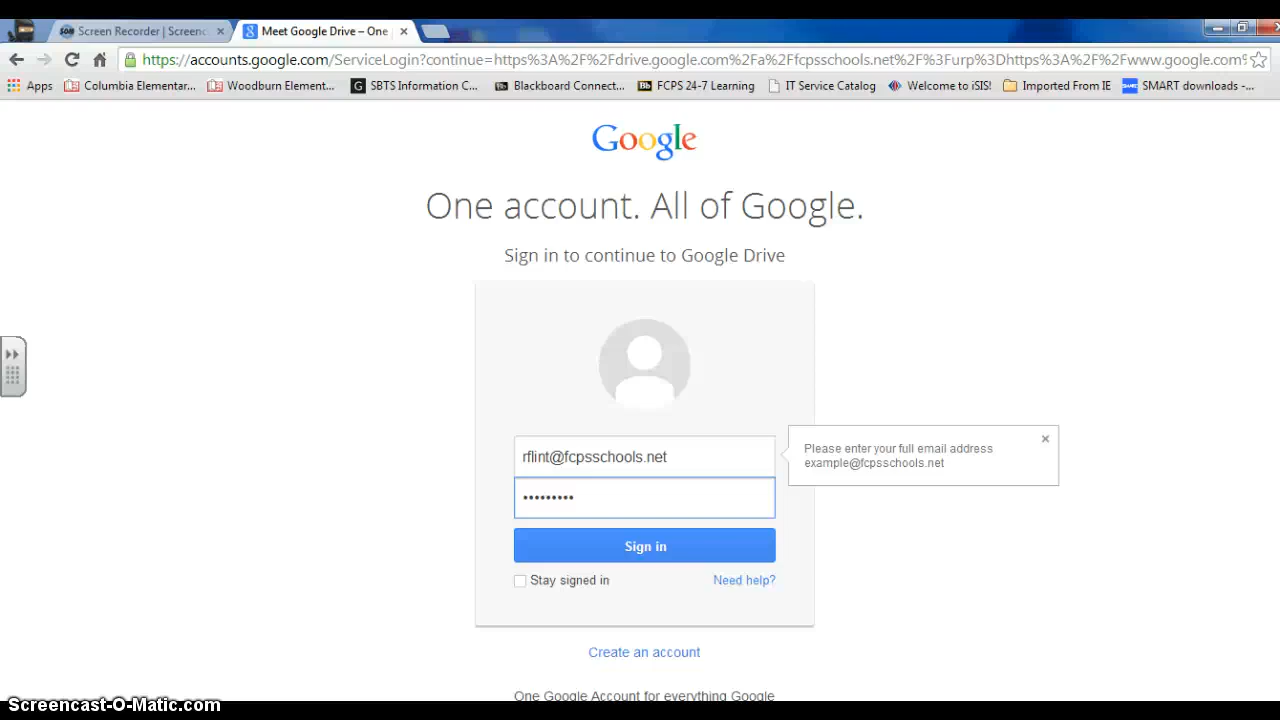 Screen Recorder | Screenc
Meet Google Drive – One
https://accounts.google.com/ServiceLogin?continue=https%3A%2F%2Fdrive.google.com%2Fa%2Ffcpsschools.net%2F%3Furp%3Dhttps%3A%2F%2Fwww.google.com%
Apps Columbia Elementar... Woodburn Element... SBTS Information C... Blackboard Connect... FCPS 24-7 Learning IT Service Catalog Welcome to iSIS! Imported From IE SMART downloads -...
Google
One account. All of Google.
Sign in to continue to Google Drive
rflint@fcpsschools.net
Please enter your full email address
example@fcpsschools.net
•••••••••
Sign in
Stay signed in Need help?
Create an account
One Google Account for everything Google
Screencast-O-Matic.com